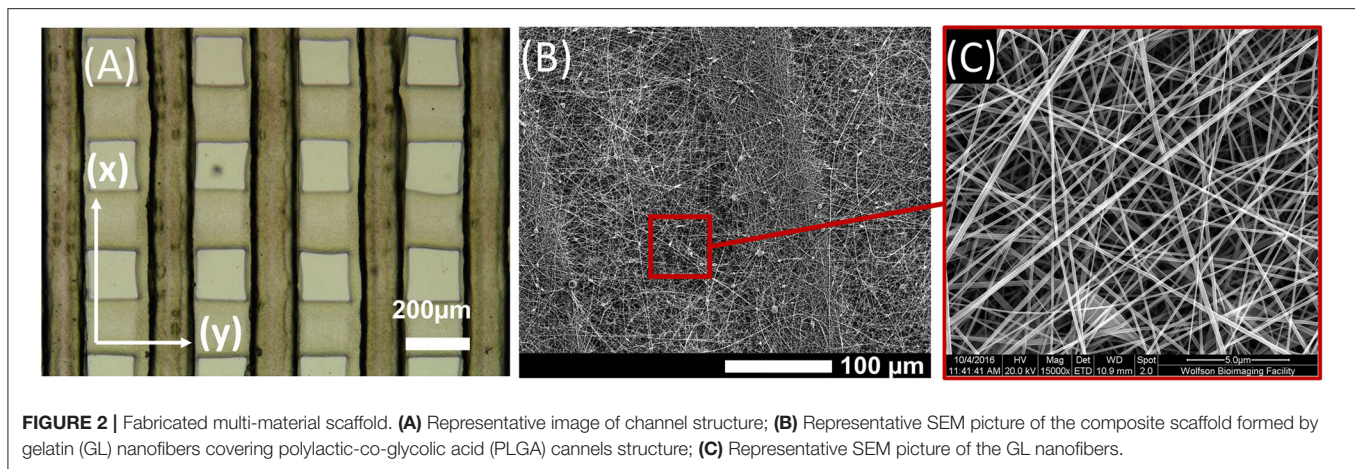 (A)
(x)
(y)
200µm
(B)
100 µm
(C)
10/4/2016 HV Mag Det WD Spot 5.0µm
11:41:41 AM 20.0 kV 15000x ETD 10.9 mm 2.0 Wolfson Bioimaging Facility
FIGURE 2 | Fabricated multi-material scaffold. (A) Representative image of channel structure; (B) Representative SEM picture of the composite scaffold formed by
gelatin (GL) nanofibers covering polylactic-co-glycolic acid (PLGA) cannels structure; (C) Representative SEM picture of the GL nanofibers.